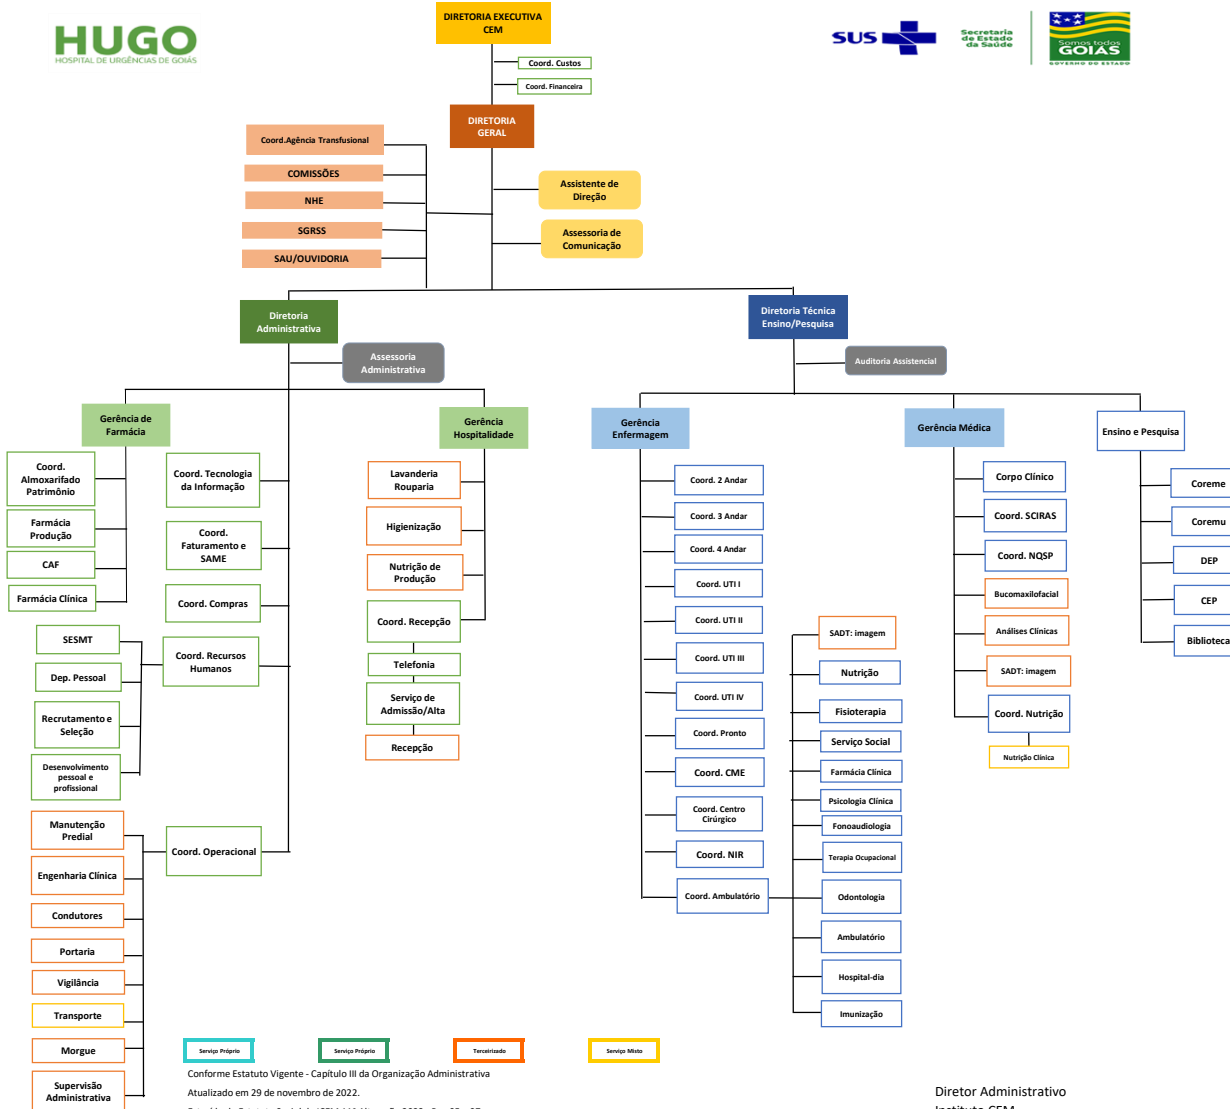 HUGO
HOSPITAL DE URGÊNCIAS DE GOIÁS
DIRETORIA EXECUTIVA
CEM
SUS
Secretaria
de Estado
da Saúde
Somos todos
GOIÁS
GOVERNO DO ESTADO
Coord. Custos
Coord. Financeira
DIRETORIA
GERAL
Coord.Agência Transfusional
COMISSÕES
NHE
SGRSS
SAU/OUVIDORIA
Assistente de
Direção
Assessoria de
Comunicação
Diretoria
Administrativa
Diretoria Técnica
Ensino/Pesquisa
Assessoria
Administrativa
Auditoria Assistencial
Gerência de
Farmácia
Gerência
Hospitalidade
Gerência
Enfermagem
Gerência Médica
Ensino e Pesquisa
Coord.
Almoxarifado
Patrimônio
Farmácia
Produção
CAF
Farmácia Clínica
Coord. Tecnologia
da Informação
Coord.
Faturamento e
SAME
Coord. Compras
Coord. Recursos
Humanos
SESMT
Dep. Pessoal
Recrutamento e
Seleção
Desenvolvimento
pessoal e
profissional
Coord. Operacional
Manutenção
Predial
Engenharia Clínica
Condutores
Portaria
Vigilância
Transporte
Morgue
Supervisão
Administrativa
Lavanderia
Rouparia
Higienização
Nutrição de
Produção
Coord. Recepção
Telefonia
Serviço de
Admissão/Alta
Recepção
Coord. 2 Andar
Coord. 3 Andar
Coord. 4 Andar
Coord. UTI I
Coord. UTI II
Coord. UTI III
Coord. UTI IV
Coord. Pronto
Coord. CME
Coord. Centro
Cirúrgico
Coord. NIR
Coord. Ambulatório
SADT: imagem
Nutrição
Fisioterapia
Serviço Social
Farmácia Clínica
Psicologia Clínica
Fonoaudiologia
Terapia Ocupacional
Odontologia
Ambulatório
Hospital-dia
Imunização
Corpo Clínico
Coord. SCIRAS
Coord. NQSP
Bucomaxilofacial
Análises Clínicas
SADT: imagem
Coord. Nutrição
Nutrição Clínica
Coreme
Coremu
DEP
CEP
Biblioteca
Serviço Próprio
Serviço Próprio
Terceirizado
Serviço Misto
Conforme Estatuto Vigente - Capítulo III da Organização Administrativa
Atualizado em 29 de novembro de 2022.
Diretor Administrativo
Instituto CEM